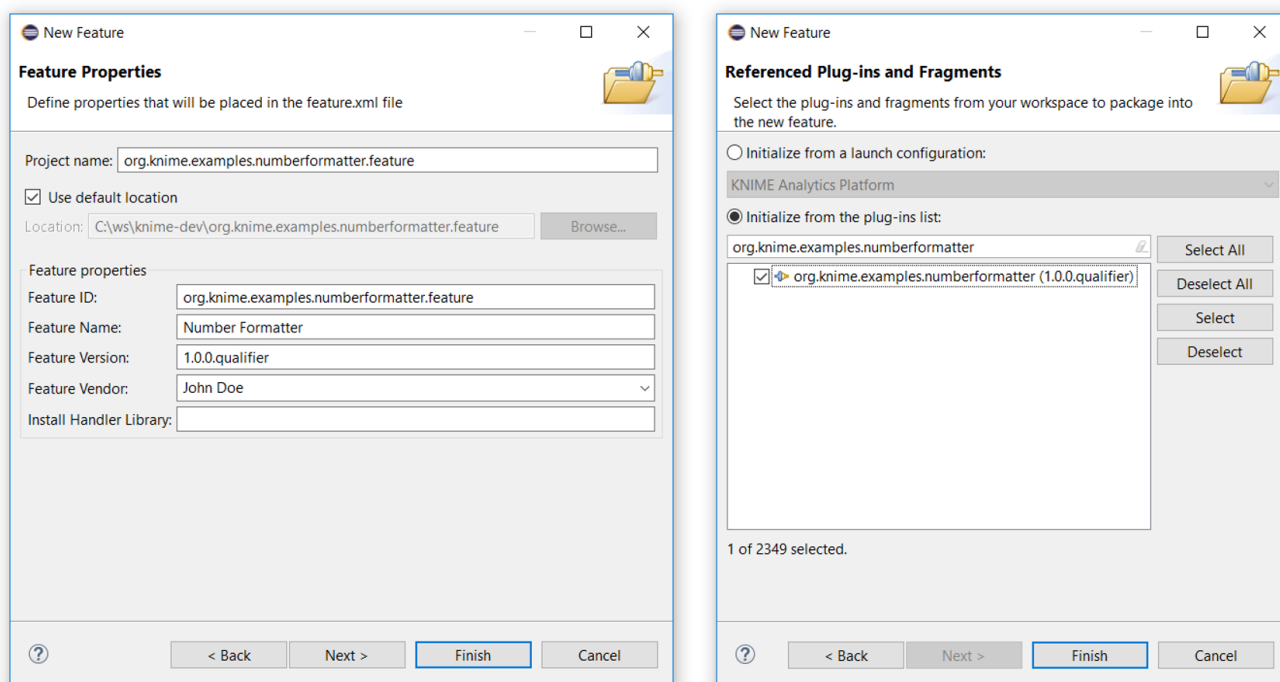 New Feature
Feature Properties
Define properties that will be placed in the feature.xml file
Project name: org.knime.examples.numberformatter.feature
Use default location
Location: C:\ws\knime-dev\org.knime.examples.numberformatter.feature Browse...
Feature properties
Feature ID: org.knime.examples.numberformatter.feature
Feature Name: Number Formatter
Feature Version: 1.0.0.qualifier
Feature Vendor: John Doe
Install Handler Library:
? < Back Next > Finish Cancel
New Feature
Referenced Plug-ins and Fragments
Select the plug-ins and fragments from your workspace to package into
the new feature.
Initialize from a launch configuration:
KNIME Analytics Platform
Initialize from the plug-ins list:
org.knime.examples.numberformatter Select All
org.knime.examples.numberformatter (1.0.0.qualifier)
Deselect All
Select
Deselect
1 of 2349 selected.
? < Back Next > Finish Cancel